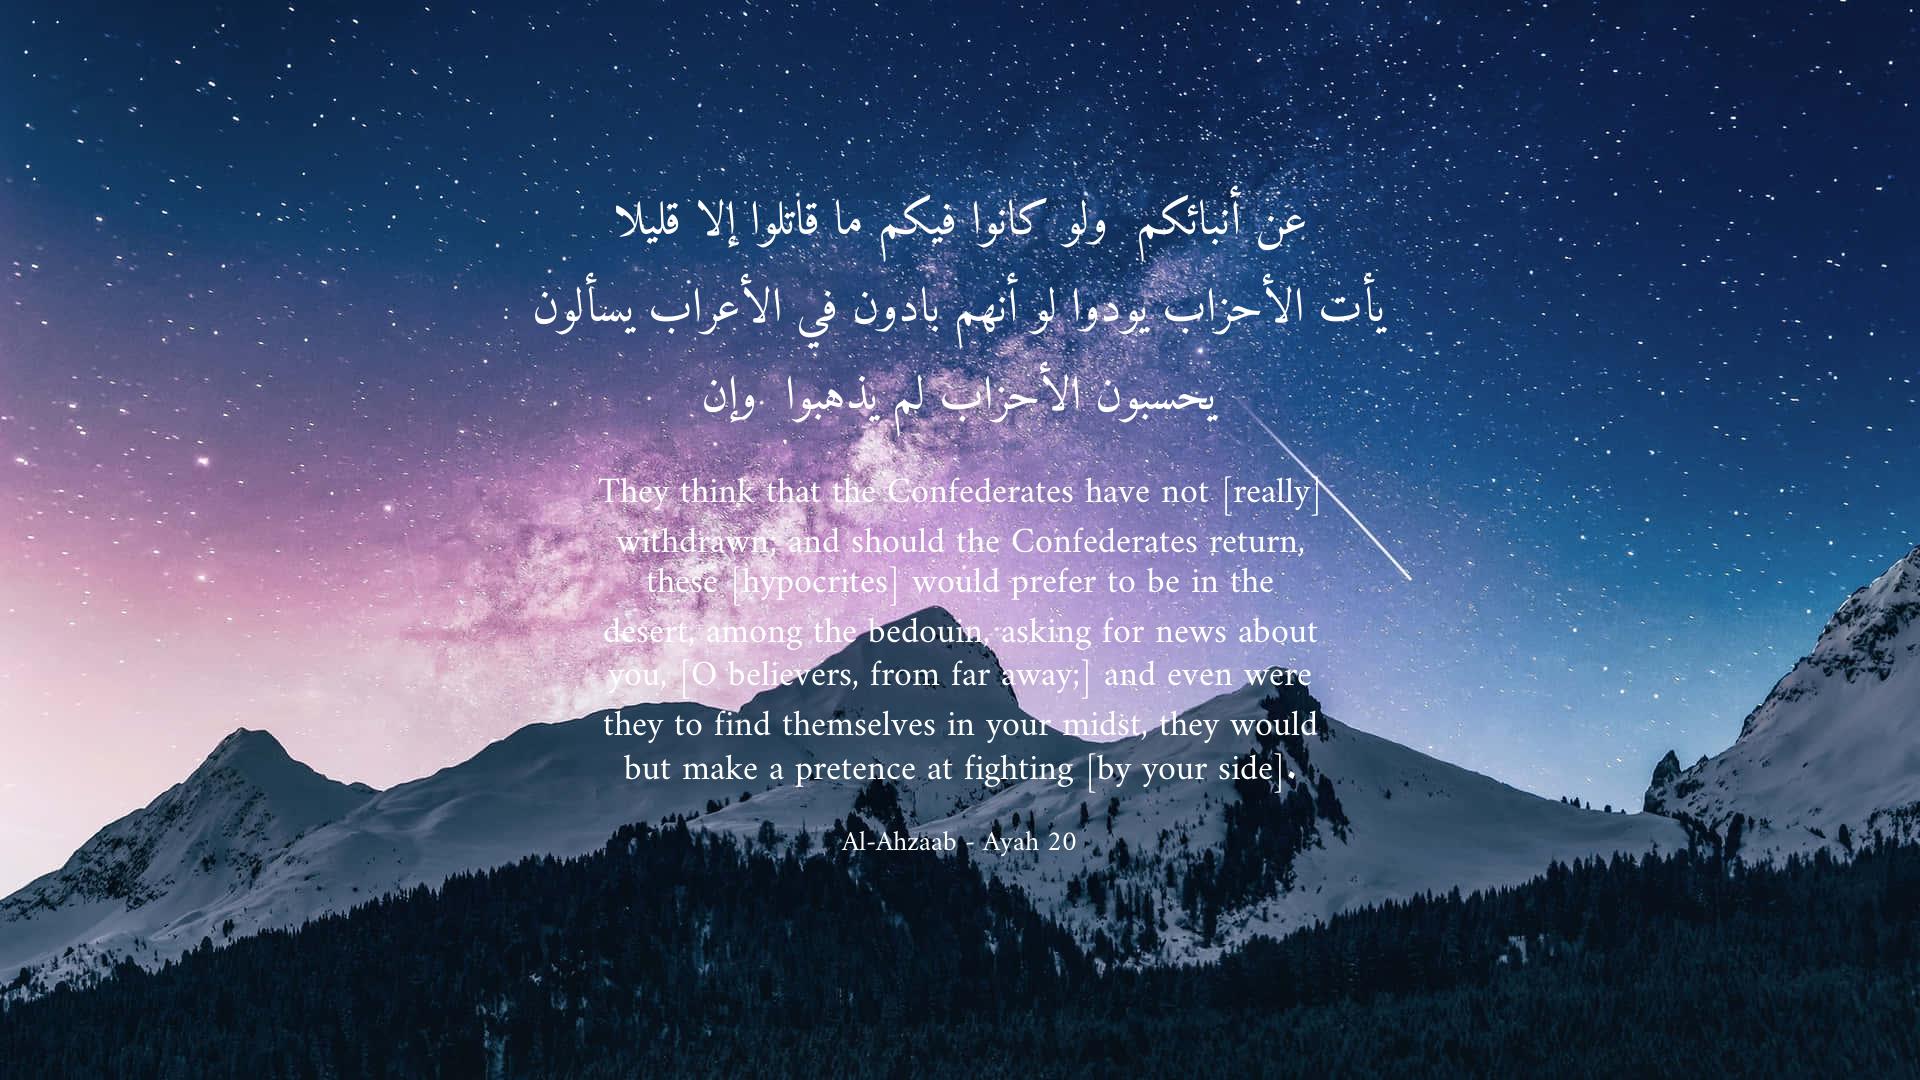 عن أنبائكم ولو كانوا فيكم ما قاتلوا إلا قليلا
يأت الأحزاب يودوا لو أنهم بادون في الأعراب يسألون
يحسبون الأحزاب لم يذهبوا وإن
They think that the Confederates have not [really]
withdrawn; and should the Confederates return,
these [hypocrites] would prefer to be in the
desert, among the bedouin, asking for news about
you, [O believers, from far away;] and even were
they to find themselves in your midst, they would
but make a pretence at fighting [by your side].
Al-Ahzaab - Ayah 20